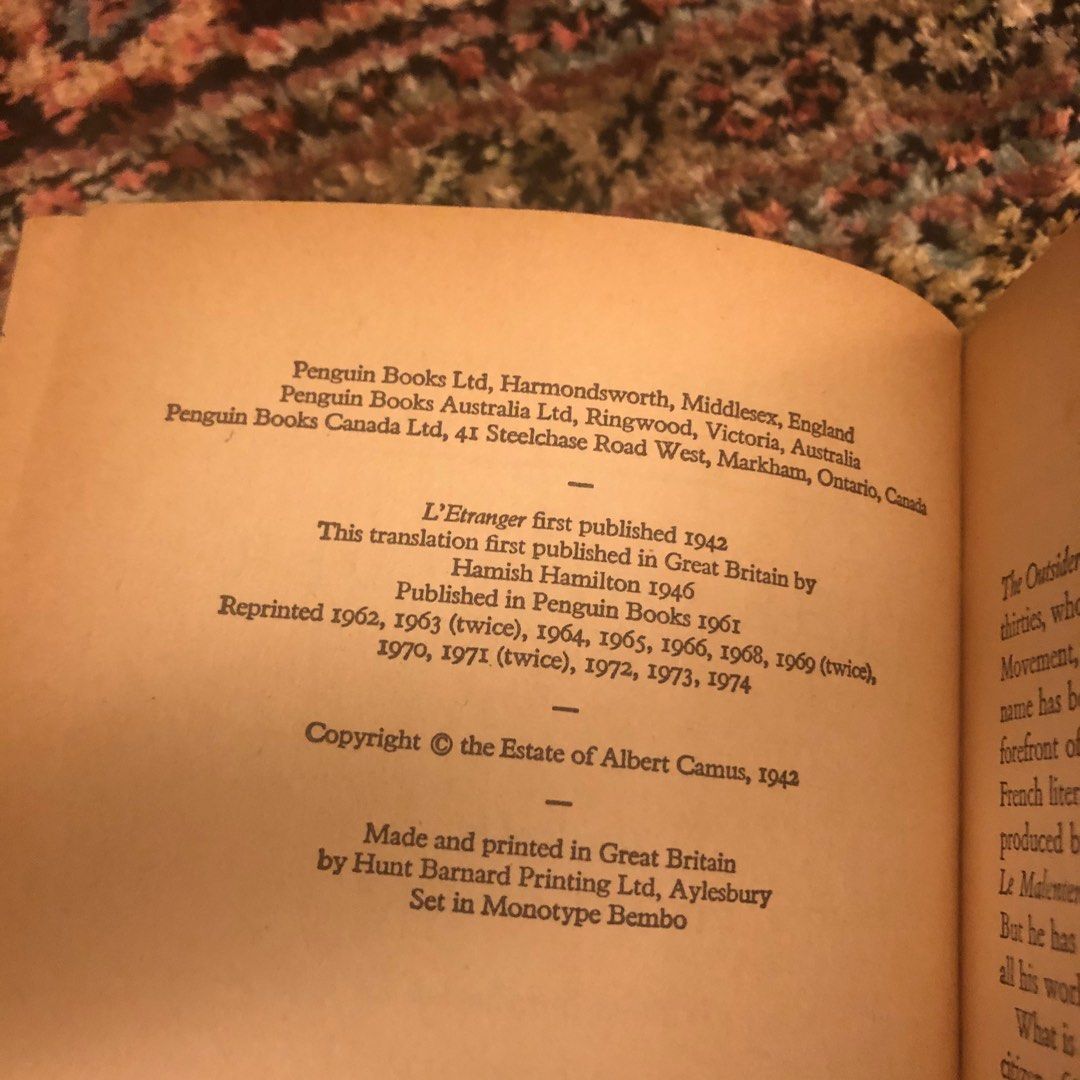 Penguin Books Ltd, Harmondsworth, Middlesex, England
Penguin Books Australia Ltd, Ringwood, Victoria, Australia
Penguin Books Canada Ltd, 41 Steelchase Road West, Markham, Ontario, Canada
—
L'Etranger first published 1942
This translation first published in Great Britain by
Hamish Hamilton 1946
Published in Penguin Books 1961
Reprinted 1962, 1963 (twice), 1964, 1965, 1966, 1968, 1969 (twice),
1970, 1971 (twice), 1972, 1973, 1974
—
Copyright © the Estate of Albert Camus, 1942
—
Made and printed in Great Britain
by Hunt Barnard Printing Ltd, Aylesbury
Set in Monotype Bembo
The Outsider
thirties, who
Movement,
name has
forefront of
French
produced
Le
But he has
all his
What is